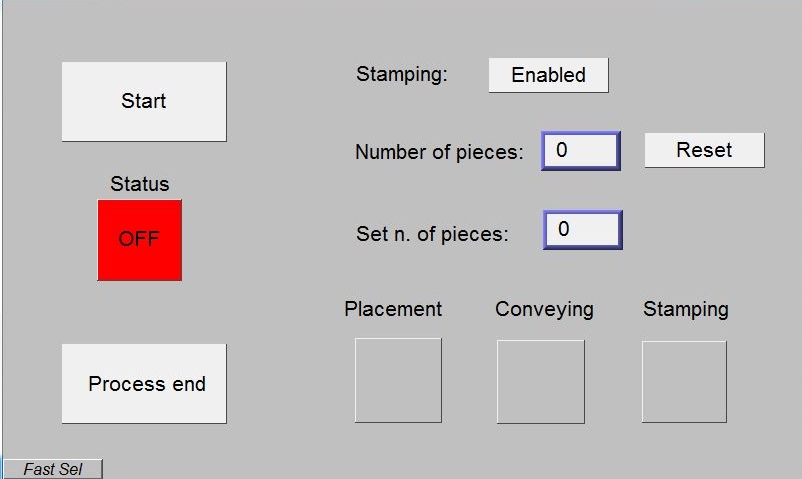 Start
Status
OFF
Process end
Stamping: Enabled
Number of pieces: 0 Reset
Set n. of pieces: 0
Placement Conveying Stamping
Fast Sel